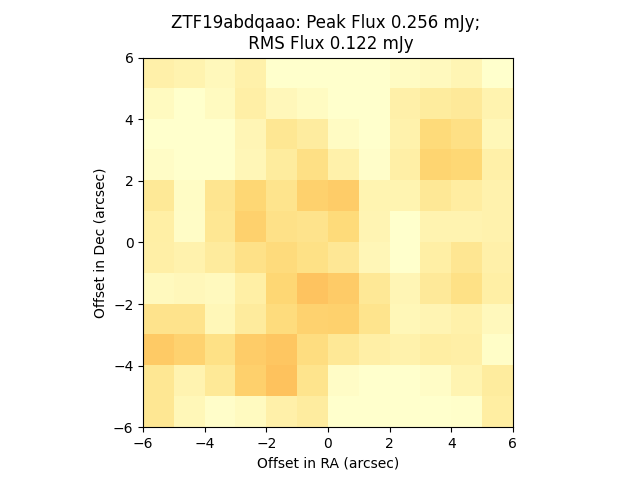 ZTF19abdqaao: Peak Flux 0.256 mJy;
RMS Flux 0.122 mJy
6
4
2
0
−2
−4
−6
Offset in Dec (arcsec)
−6 −4 −2 0 2 4 6
Offset in RA (arcsec)